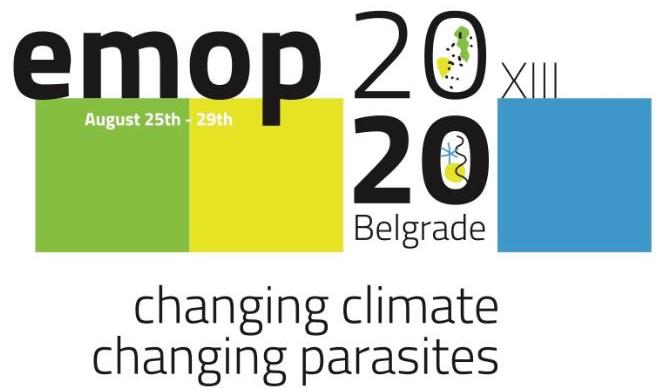 emop 20 XIII
August 25th - 29th
20
Belgrade
changing climate
changing parasites